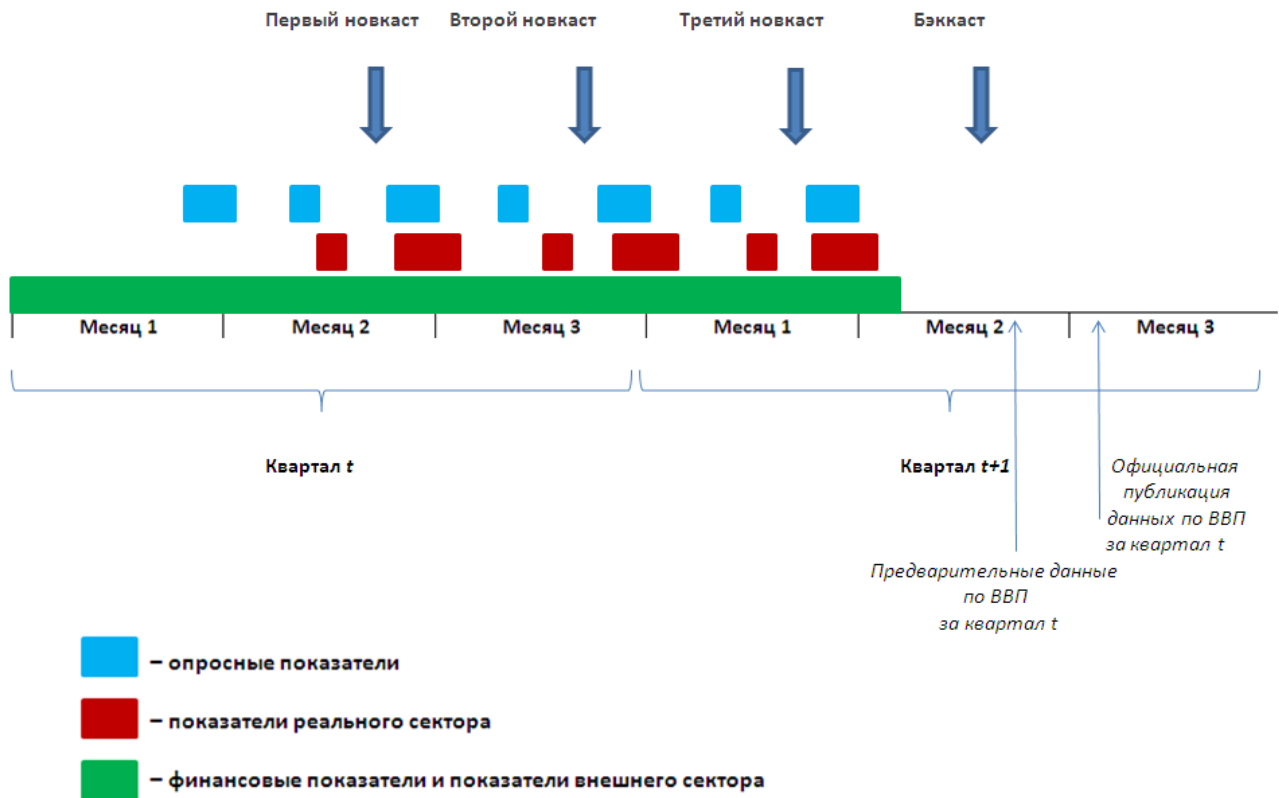 Первый новкаст
Второй новкаст
Третий новкаст
Бэккаст
Месяц 1
Месяц 2
Месяц 3
Месяц 1
Месяц 2
Месяц 3
Квартал t
Квартал t+1
Официальная
публикация
данных по ВВП
за квартал t
Предварительные данные
по ВВП
за квартал t
– опросные показатели
– показатели реального сектора
– финансовые показатели и показатели внешнего сектора